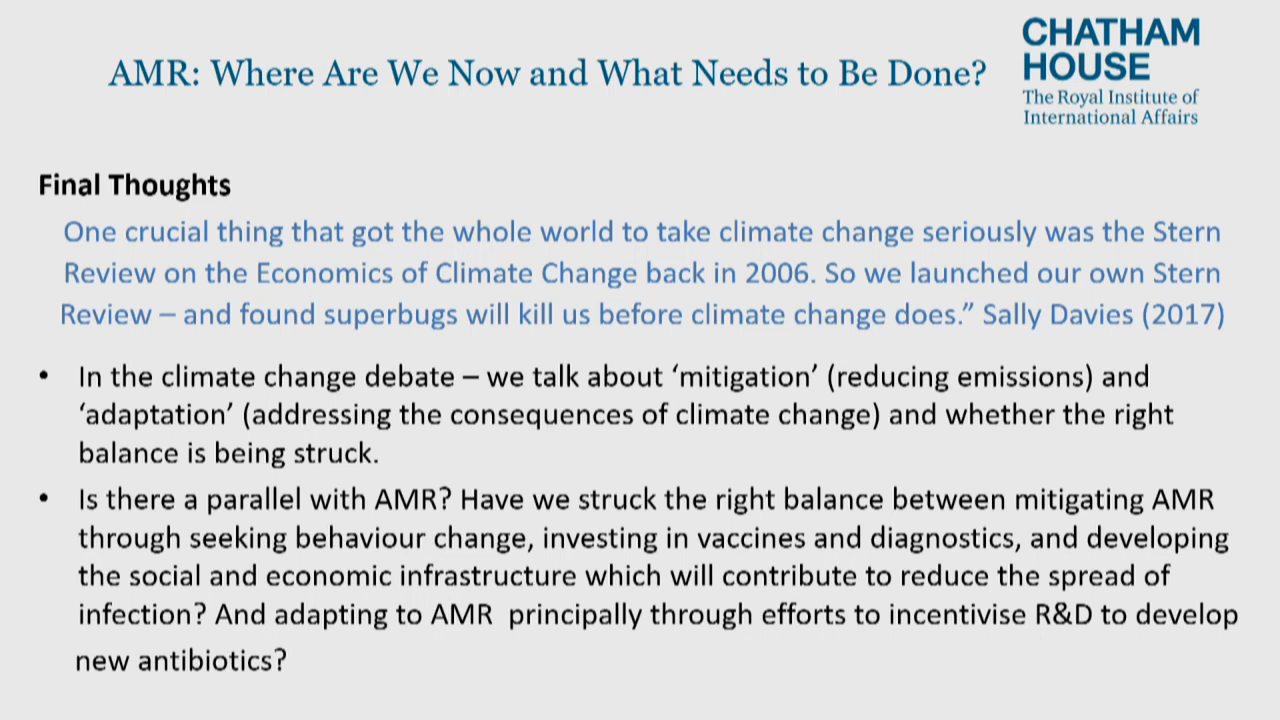 AMR: Where Are We Now and What Needs to Be Done?
CHATHAM
HOUSE
The Royal Institute of
International Affairs
Final Thoughts
One crucial thing that got the whole world to take climate change seriously was the Stern
Review on the Economics of Climate Change back in 2006. So we launched our own Stern
Review – and found superbugs will kill us before climate change does.” Sally Davies (2017)
• In the climate change debate – we talk about ‘mitigation’ (reducing emissions) and
‘adaptation’ (addressing the consequences of climate change) and whether the right
balance is being struck.
• Is there a parallel with AMR? Have we struck the right balance between mitigating AMR
through seeking behaviour change, investing in vaccines and diagnostics, and developing
the social and economic infrastructure which will contribute to reduce the spread of
infection? And adapting to AMR principally through efforts to incentivise R&D to develop
new antibiotics?